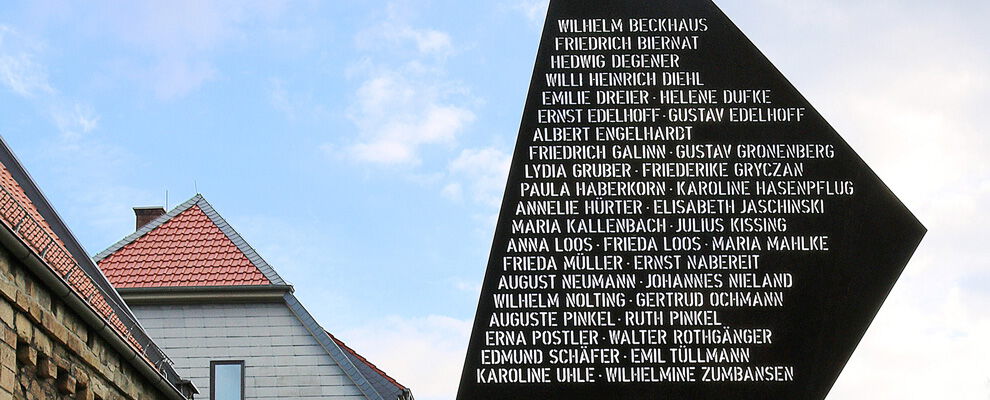 WILHELM BECKHAUS
FRIEDRICH BIERNAT
HEDWIG DEGENER
WILLI HEINRICH DIEHL
EMILIE DREIER · HELENE DUFKE
ERNST EDELHOFF · GUSTAV EDELHOFF
ALBERT ENGELHARDT
FRIEDRICH GALINN · GUSTAV GRONENBERG
LYDIA GRUBER · FRIEDERIKE GRYCZAN
PAULA HABERKORN · KAROLINE HASENPFLUG
ANNELIE HÜRTER · ELISABETH JASCHINSKI
MARIA KALLENBACH · JULIUS KISSING
ANNA LOOS · FRIEDA LOOS · MARIA MAHLKE
FRIEDA MÜLLER · ERNST NABEREIT
AUGUST NEUMANN · JOHANNES NIELAND
WILHELM NOLTING · GERTRUD OCHMANN
AUGUSTE PINKEL · RUTH PINKEL
ERNA POSTLER · WALTER ROTHGÄNGER
EDMUND SCHÄFER · EMIL TÜLLMANN
KAROLINE UHLE · WILHELMINE ZUMBANSEN